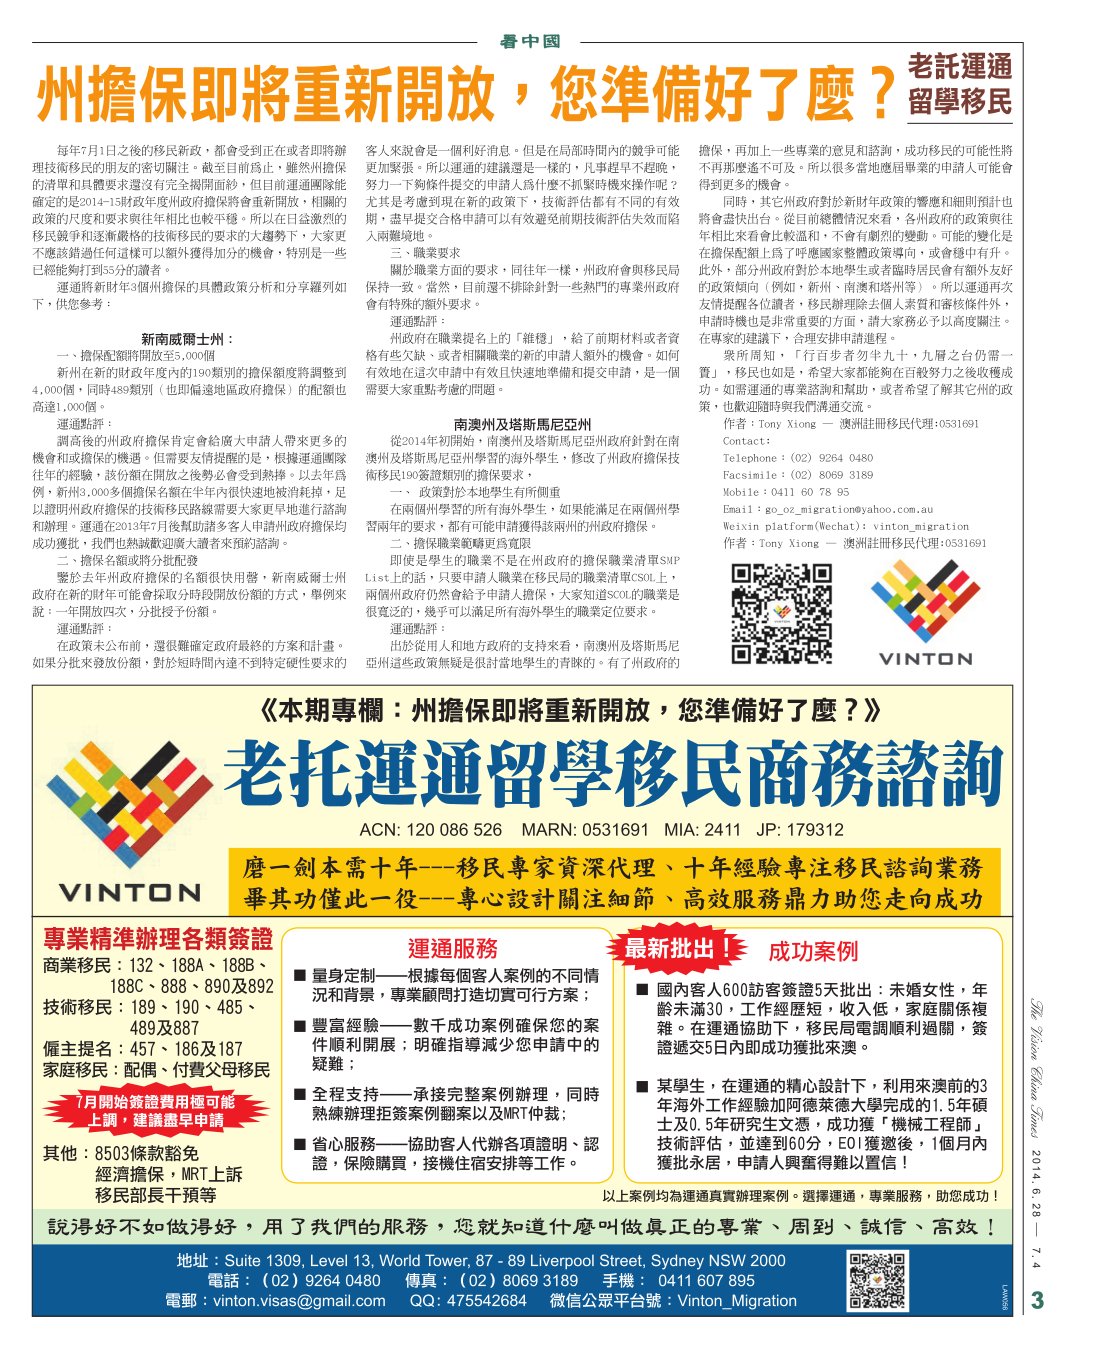 看中國
州擔保即將重新開放，您準備好了麼？
老託運通
留學移民
每年7月1日之後的移民新政，都會受到正在或者即將辦
理技術移民的朋友的密切關注。截至目前爲止，雖然州擔保
的清單和具體要求還沒有完全揭開面紗，但目前運通團隊能
確定的是2014-15財政年度州政府擔保將會重新開放，相關的
政策的尺度和要求與往年相比也較平穩。所以在日益激烈的
移民競爭和逐漸嚴格的技術移民的要求的大趨勢下，大家更
不應該錯過任何這樣可以額外獲得加分的機會，特別是一些
已經能夠打到55分的讀者。
運通將新財年3個州擔保的具體政策分析和分享羅列如
下，供您參考：
新南威爾士州：
一、擔保配額將開放至5,000個
新州在新的財政年度內的190類別的擔保額度將調整到
4,000個，同時489類別（也即偏遠地區政府擔保）的配額也
高達1,000個。
運通點評：
調高後的州政府擔保肯定會給廣大申請人帶來更多的
機會和或擔保的機遇。但需要友情提醒的是，根據運通團隊
往年的經驗，該份額在開放之後勢必會受到熱捧。以去年爲
例，新州3,000多個擔保名額在半年內很快速地被消耗掉，足
以證明州政府擔保的技術移民路線需要大家更早地進行諮詢
和辦理。運通在2013年7月後幫助諸多客人申請州政府擔保均
成功獲批，我們也熱誠歡迎廣大讀者來預約諮詢。
二、擔保名額或將分批配發
鑒於去年州政府擔保的名額很快用罄，新南威爾士州
政府在新的財年可能會採取分時段開放份額的方式，舉例來
說：一年開放四次，分批授予份額。
運通點評：
在政策未公布前，還很難確定政府最終的方案和計畫。
如果分批來發放份額，對於短時間內達不到特定硬性要求的
客人來說會是一個利好消息。但是在局部時間內的競爭可能
更加緊張。所以運通的建議還是一樣的，凡事趕早不趕晚，
努力一下夠條件提交的申請人爲什麼不抓緊時機來操作呢？
尤其是考慮到現在新的政策下，技術評估都有不同的有效
期，盡早提交合格申請可以有效避免前期技術評估失效而陷
入兩難境地。
三、職業要求
關於職業方面的要求，同往年一樣，州政府會與移民局
保持一致。當然，目前還不排除針對一些熱門的專業州政府
會有特殊的額外要求。
運通點評：
州政府在職業提名上的「維穩」，給了前期材料或者資
格有些欠缺、或者相關職業的新的申請人額外的機會。如何
有效地在這次申請中有效且快速地準備和提交申請，是一個
需要大家重點考慮的問題。
南澳州及塔斯馬尼亞州
從2014年初開始，南澳州及塔斯馬尼亞州政府針對在南
澳州及塔斯馬尼亞州學習的海外學生，修改了州政府擔保技
術移民190簽證類別的擔保要求，
一、 政策對於本地學生有所側重
在兩個州學習的所有海外學生，如果能滿足在兩個州學
習兩年的要求，都有可能申請獲得該兩州的州政府擔保。
二、擔保職業範疇更爲寬限
即使是學生的職業不是在州政府的擔保職業清單SMP
List上的話，只要申請人職業在移民局的職業清單CSOL上，
兩個州政府仍然會給予申請人擔保，大家知道SCOL的職業是
很寬泛的，幾乎可以滿足所有海外學生的職業定位要求。
運通點評：
出於從用人和地方政府的支持來看，南澳州及塔斯馬尼
亞州這些政策無疑是很討當地學生的青睞的。有了州政府的
擔保，再加上一些專業的意見和諮詢，成功移民的可能性將
不再那麼遙不可及。所以很多當地應屆畢業的申請人可能會
得到更多的機會。
同時，其它州政府對於新財年政策的響應和細則預計也
將會盡快出台。從目前總體情況來看，各州政府的政策與往
年相比來看會比較溫和，不會有劇烈的變動。可能的變化是
在擔保配額上爲了呼應國家整體政策導向，或會穩中有升。
此外，部分州政府對於本地學生或者臨時居民會有額外友好
的政策傾向（例如，新州、南澳和塔州等）。所以運通再次
友情提醒各位讀者，移民辦理除去個人素質和審核條件外，
申請時機也是非常重要的方面，請大家務必予以高度關注。
在專家的建議下，合理安排申請進程。
衆所周知，「行百步者勿半九十，九層之台仍需一
簣」，移民也如是，希望大家都能夠在百般努力之後收穫成
功。如需運通的專業諮詢和幫助，或者希望了解其它州的政
策，也歡迎隨時與我們溝通交流。
作者：Tony Xiong — 澳洲註冊移民代理:0531691
Contact:
Telephone：(02) 9264 0480
Facsimile：(02) 8069 3189
Mobile：0411 60 78 95
Email：go_oz_migration@yahoo.com.au
Weixin platform(Wechat): vinton_migration
作者：Tony Xiong — 澳洲註冊移民代理:0531691
VINTON
VINTON
《本期專欄：州擔保即將重新開放，您準備好了麼？》
老托運通留學移民商務諮詢
ACN: 120 086 526 MARN: 0531691 MIA: 2411 JP: 179312
VINTON
磨一劍本需十年---移民專家資深代理、十年經驗專注移民諮詢業務
畢其功僅此一役---專心設計關注細節、高效服務鼎力助您走向成功
專業精準辦理各類簽證
商業移民：132、188A、188B、
188C、888、890及892
技術移民：189、190、485、
489及887
僱主提名：457、186及187
家庭移民：配偶、付費父母移民
7月開始簽證費用極可能
上調，建議盡早申請
其他：8503條款豁免
經濟擔保，MRT上訴
移民部長干預等
運通服務
■ 量身定制——根據每個客人案例的不同情
況和背景，專業顧問打造切實可行方案；
■ 豐富經驗——數千成功案例確保您的案
件順利開展；明確指導減少您申請中的
疑難；
■ 全程支持——承接完整案例辦理，同時
熟練辦理拒簽案例翻案以及MRT仲裁;
■ 省心服務——協助客人代辦各項證明、認
證，保險購買，接機住宿安排等工作。
最新批出！ 成功案例
■ 國內客人600訪客簽證5天批出：未婚女性，年
齡未滿30，工作經歷短，收入低，家庭關係複
雜。在運通協助下，移民局電調順利過關，簽
證遞交5日內即成功獲批來澳。
■ 某學生，在運通的精心設計下，利用來澳前的3
年海外工作經驗加阿德萊德大學完成的1.5年碩
士及0.5年研究生文憑，成功獲「機械工程師」
技術評估，並達到60分，EOI獲邀後，1個月內
獲批永居，申請人興奮得難以置信！
以上案例均為運通真實辦理案例。選擇運通，專業服務，助您成功！
說得好不如做得好，用了我們的服務，您就知道什麼叫做真正的專業、周到、誠信、高效！
地址：Suite 1309, Level 13, World Tower, 87 - 89 Liverpool Street, Sydney NSW 2000
電話：（02）9264 0480 傳真：（02）8069 3189 手機： 0411 607 895
電郵：vinton.visas@gmail.com QQ: 475542684 微信公眾平台號：Vinton_Migration
VINTON
LAW056
The Vision China Times 2014.6.28 — 7.4
3